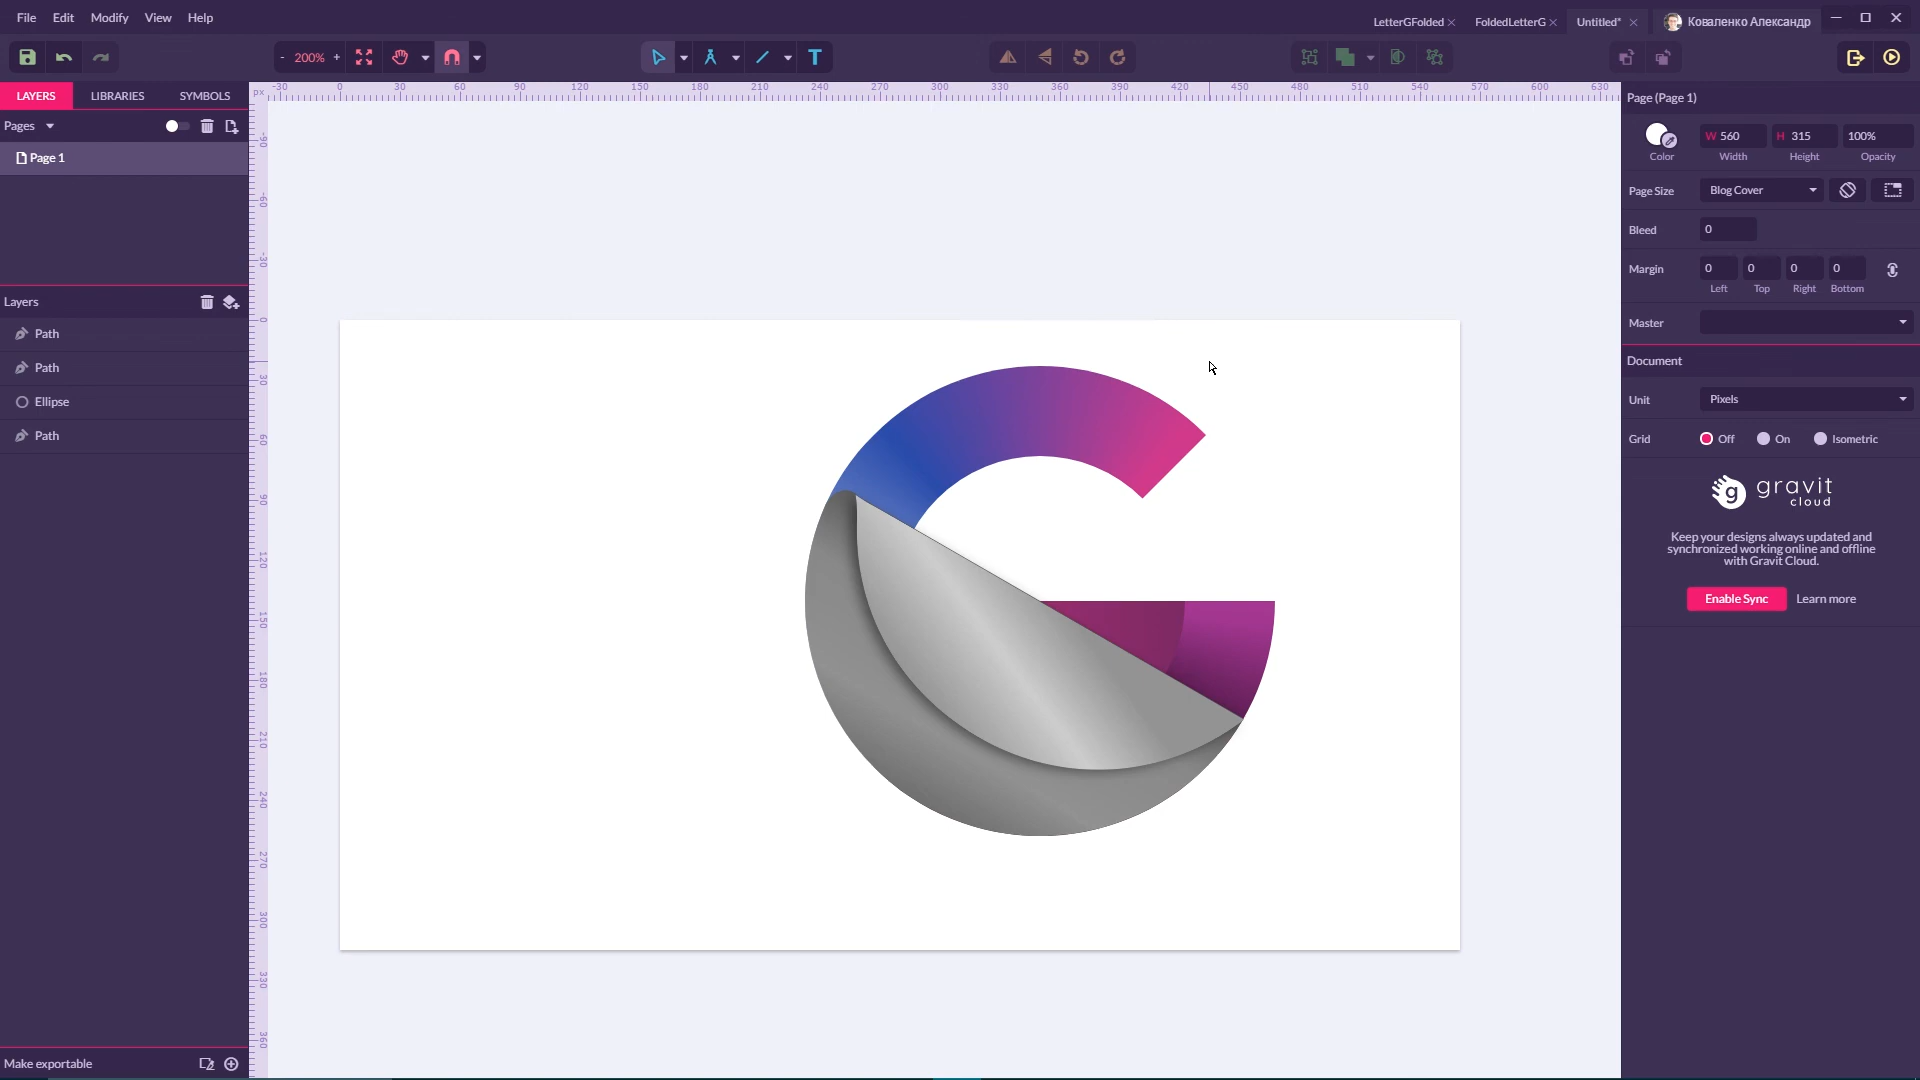 File Edit Modify View Help
LetterGFolded FoldedLetterG Untitled* Коваленко Александр
- 200% +
LAYERS LIBRARIES SYMBOLS
px -30 0 30 60 90 120 150 180 210 240 270 300 330 360 390 420 450 480 510 540 570 600 630
-90 -60 -30 0 30 60 90 120 150 180 210 240 270 300 330 360
Pages
Page 1
Layers
Path
Path
Ellipse
Path
Make exportable
Page (Page 1)
W 560 H 315 100%
Color Width Height Opacity
Page Size Blog Cover
Bleed 0
Margin 0 0 0 0
Left Top Right Bottom
Master
Document
Unit Pixels
Grid Off On Isometric
g gravit
cloud
Keep your designs always updated and
synchronized working online and offline
with Gravit Cloud.
Enable Sync Learn more